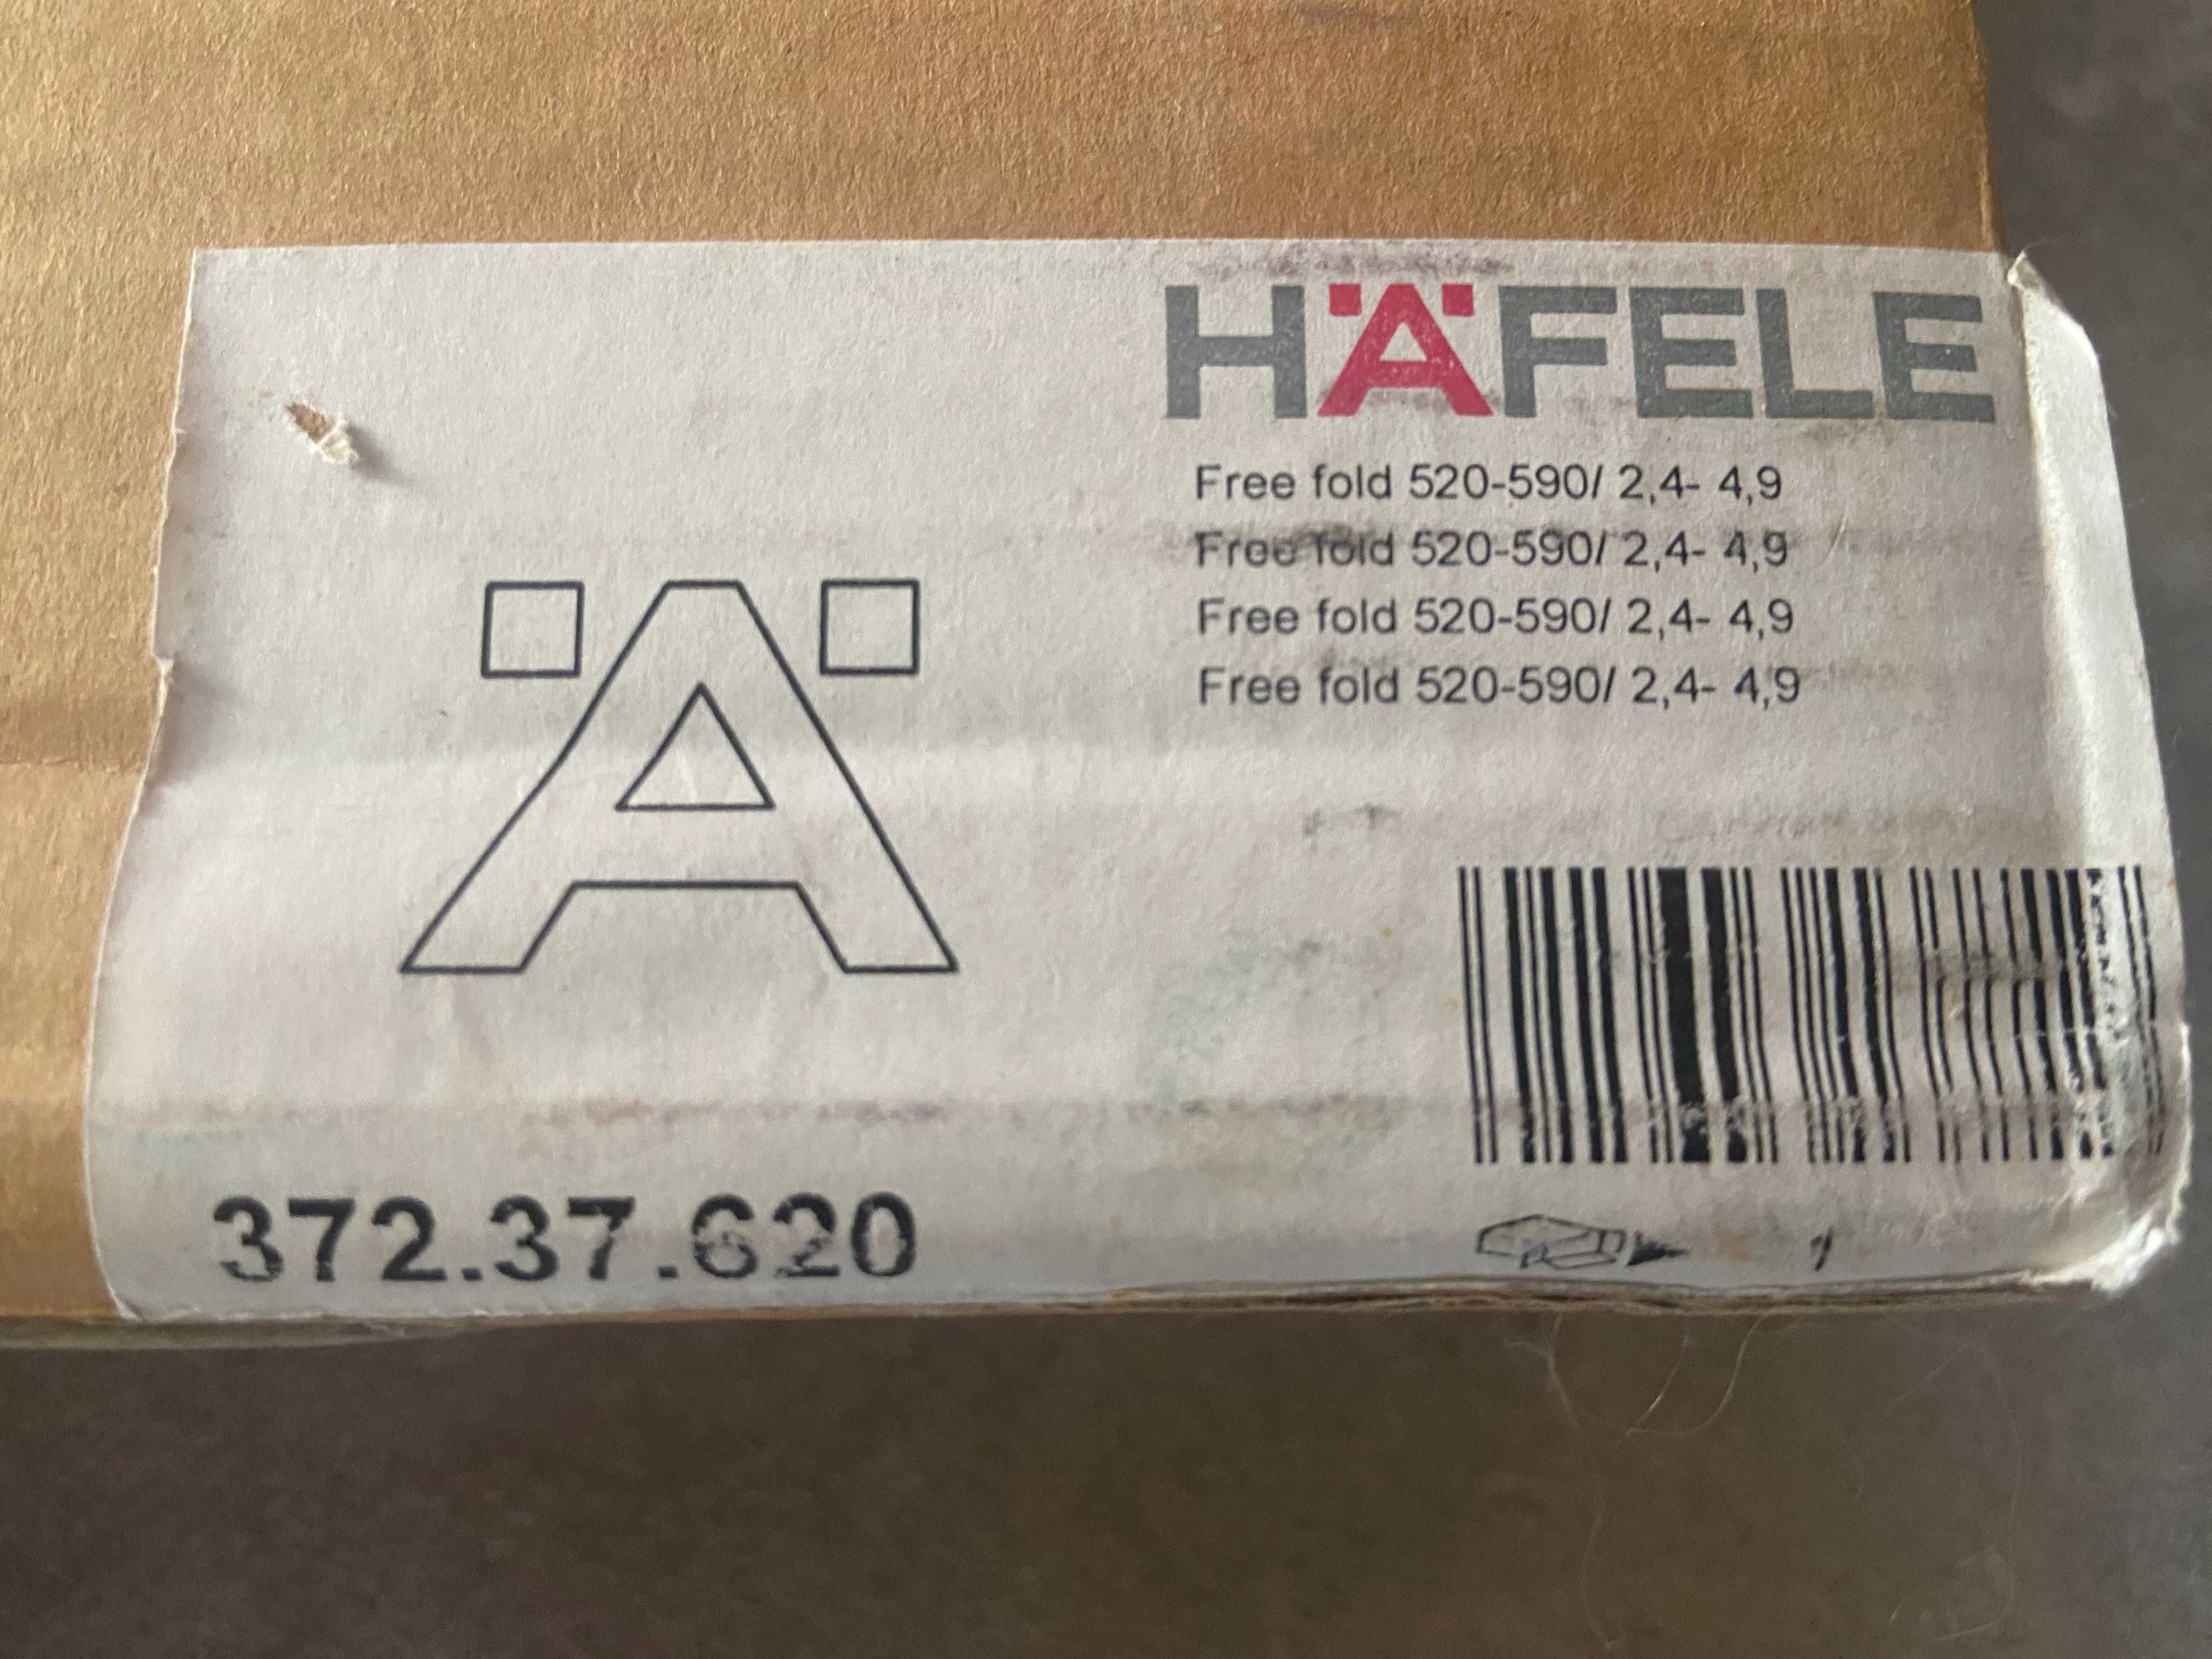 HÄFELE
Free fold 520-590/ 2,4- 4,9
Free fold 520-590/ 2,4- 4,9
Free fold 520-590/ 2,4- 4,9
Free fold 520-590/ 2,4- 4,9
Ä
372.37.620
1